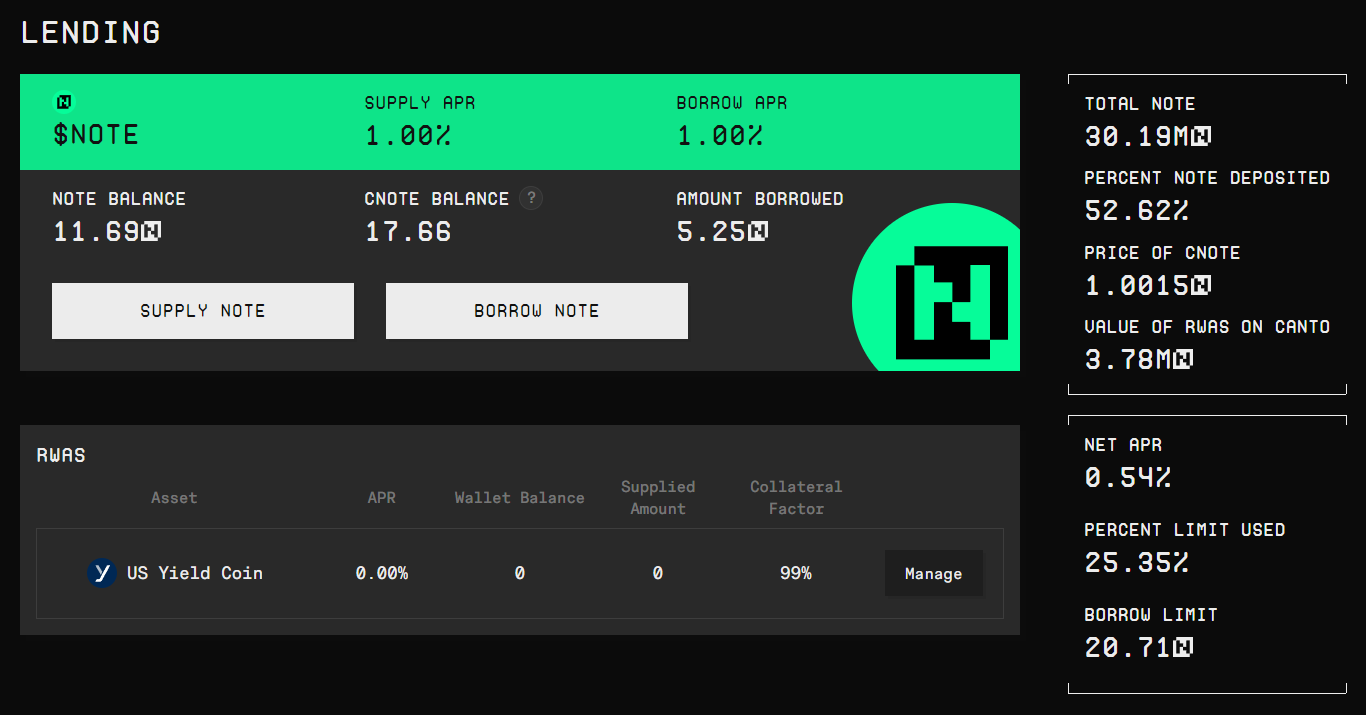 LENDING
$NOTE
SUPPLY APR
1.00%
BORROW APR
1.00%
NOTE BALANCE
11.69
CNOTE BALANCE ?
17.66
AMOUNT BORROWED
5.25
SUPPLY NOTE
BORROW NOTE
TOTAL NOTE
30.19M
PERCENT NOTE DEPOSITED
52.62%
PRICE OF CNOTE
1.0015
VALUE OF RWAS ON CANTO
3.78M
RWAS
Asset APR Wallet Balance Supplied Amount Collateral Factor
US Yield Coin 0.00% 0 0 99% Manage
NET APR
0.54%
PERCENT LIMIT USED
25.35%
BORROW LIMIT
20.71